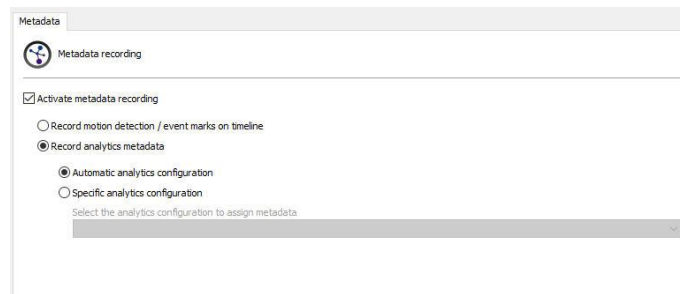 Metadata
Metadata recording
Activate metadata recording
Record motion detection / event marks on timeline
Record analytics metadata
Automatic analytics configuration
Specific analytics configuration
Select the analytics configuration to assign metadata